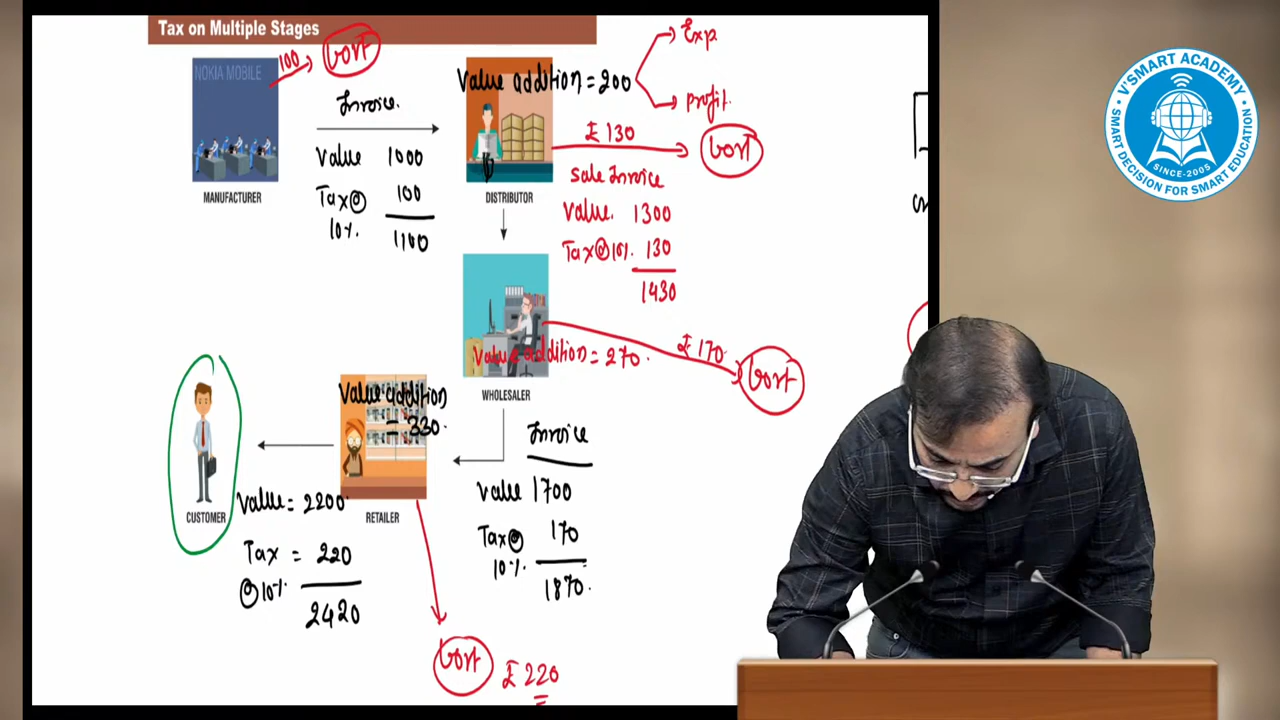 Tax on Multiple Stages
NOKIA MOBILE
100
Govt
MANUFACTURER
Invoice.
Value 1000
Tax@ 100
10%.
1100
Value addition = 200
Exp
profit.
DISTRIBUTOR
₤ 130
Govt
Sale Invoice
Value. 1300
Tax@10%. 130
1430
Value addition = 270.
₤ 170.
Govt
WHOLESALER
Invoice
Value 1700
Tax@ 170
10%.
1870.
Value addition
= 330.
RETAILER
CUSTOMER
Value = 2200
Tax = 220
@10%
2420
Govt
₤ 220
V'SMART ACADEMY
SINCE-2005
SMART DECISION FOR SMART EDUCATION